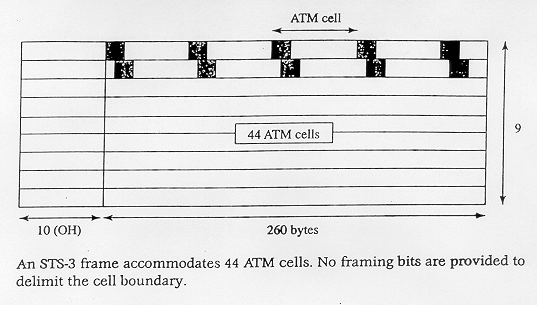 ATM cell
9
44 ATM cells
10 (OH)
260 bytes
An STS-3 frame accommodates 44 ATM cells. No framing bits are provided to
delimit the cell boundary.